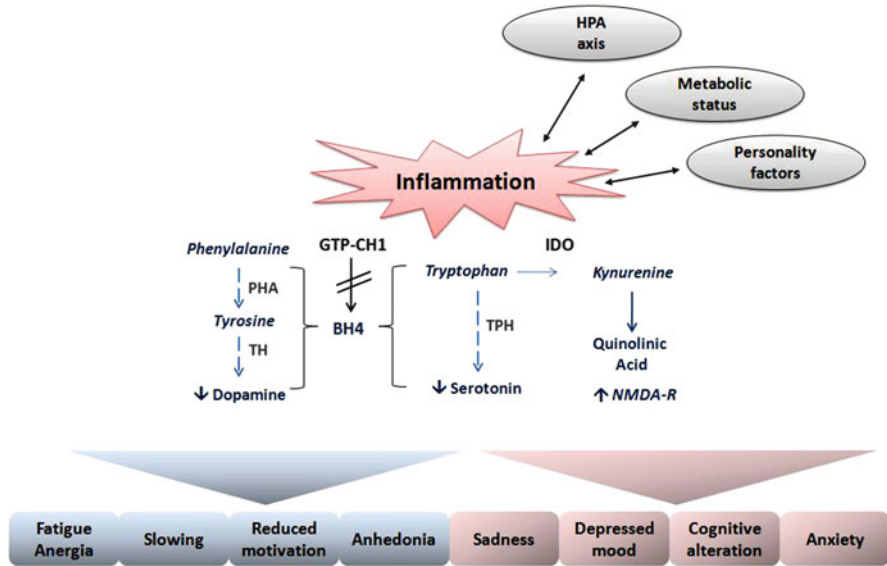 HPA
axis
Metabolic
status
Personality
factors
Inflammation
Phenylalanine
GTP-CH1
IDO
PHA
Tryptophan
Kynurenine
Tyrosine
BH4
TPH
TH
Quinolinic
Acid
↓ Dopamine
↓ Serotonin
↑ NMDA-R
Fatigue
Anergia
Slowing
Reduced
motivation
Anhedonia
Sadness
Depressed
mood
Cognitive
alteration
Anxiety